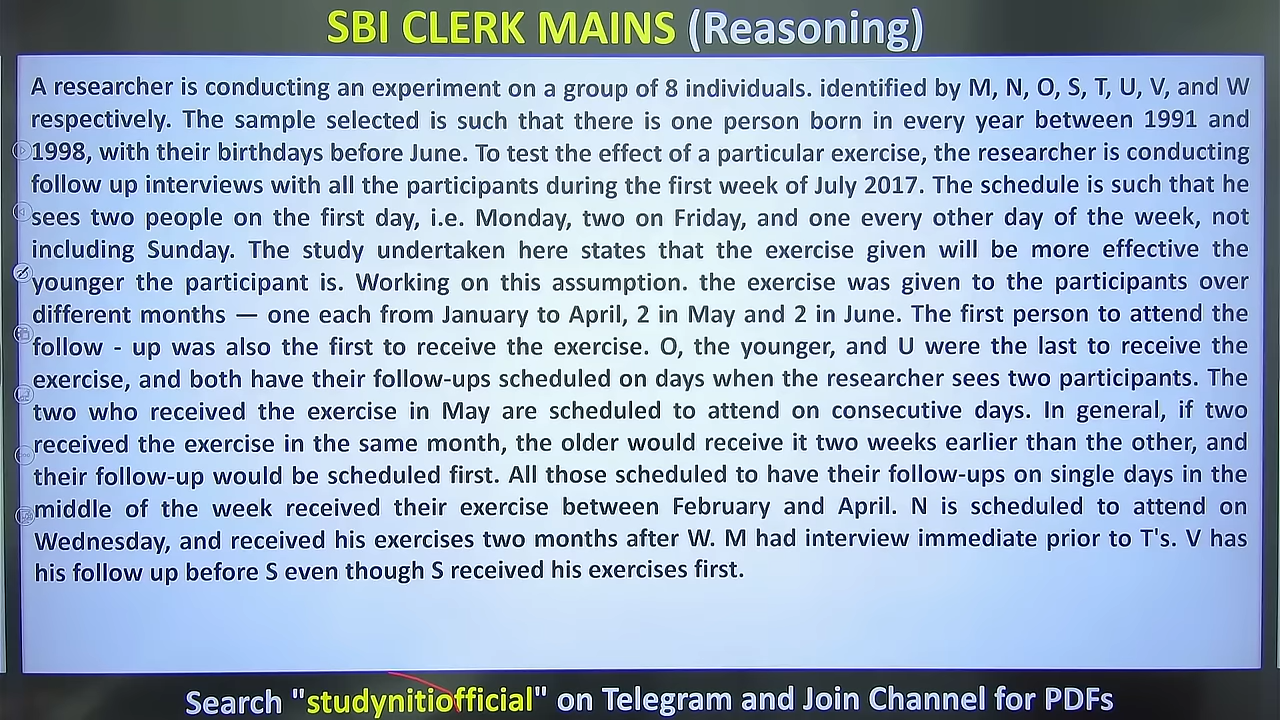 SBI CLERK MAINS (Reasoning)
A researcher is conducting an experiment on a group of 8 individuals. identified by M, N, O, S, T, U, V, and W
respectively. The sample selected is such that there is one person born in every year between 1991 and
1998, with their birthdays before June. To test the effect of a particular exercise, the researcher is conducting
follow up interviews with all the participants during the first week of July 2017. The schedule is such that he
sees two people on the first day, i.e. Monday, two on Friday, and one every other day of the week, not
including Sunday. The study undertaken here states that the exercise given will be more effective the
younger the participant is. Working on this assumption. the exercise was given to the participants over
different months — one each from January to April, 2 in May and 2 in June. The first person to attend the
follow - up was also the first to receive the exercise. O, the younger, and U were the last to receive the
exercise, and both have their follow-ups scheduled on days when the researcher sees two participants. The
two who received the exercise in May are scheduled to attend on consecutive days. In general, if two
received the exercise in the same month, the older would receive it two weeks earlier than the other, and
their follow-up would be scheduled first. All those scheduled to have their follow-ups on single days in the
middle of the week received their exercise between February and April. N is scheduled to attend on
Wednesday, and received his exercises two months after W. M had interview immediate prior to T's. V has
his follow up before S even though S received his exercises first.
Search "studynitiofficial" on Telegram and Join Channel for PDFs